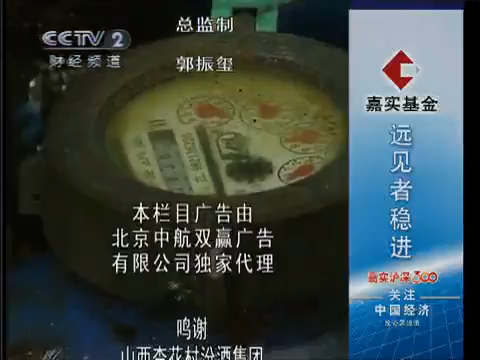 CCTV 2
财经频道
总监制
郭振玺
本栏目广告由
北京中航双赢广告
有限公司独家代理
鸣谢
山西杏花村汾酒集团
嘉实基金
远见者稳进
嘉实沪深300
关注
中国经济